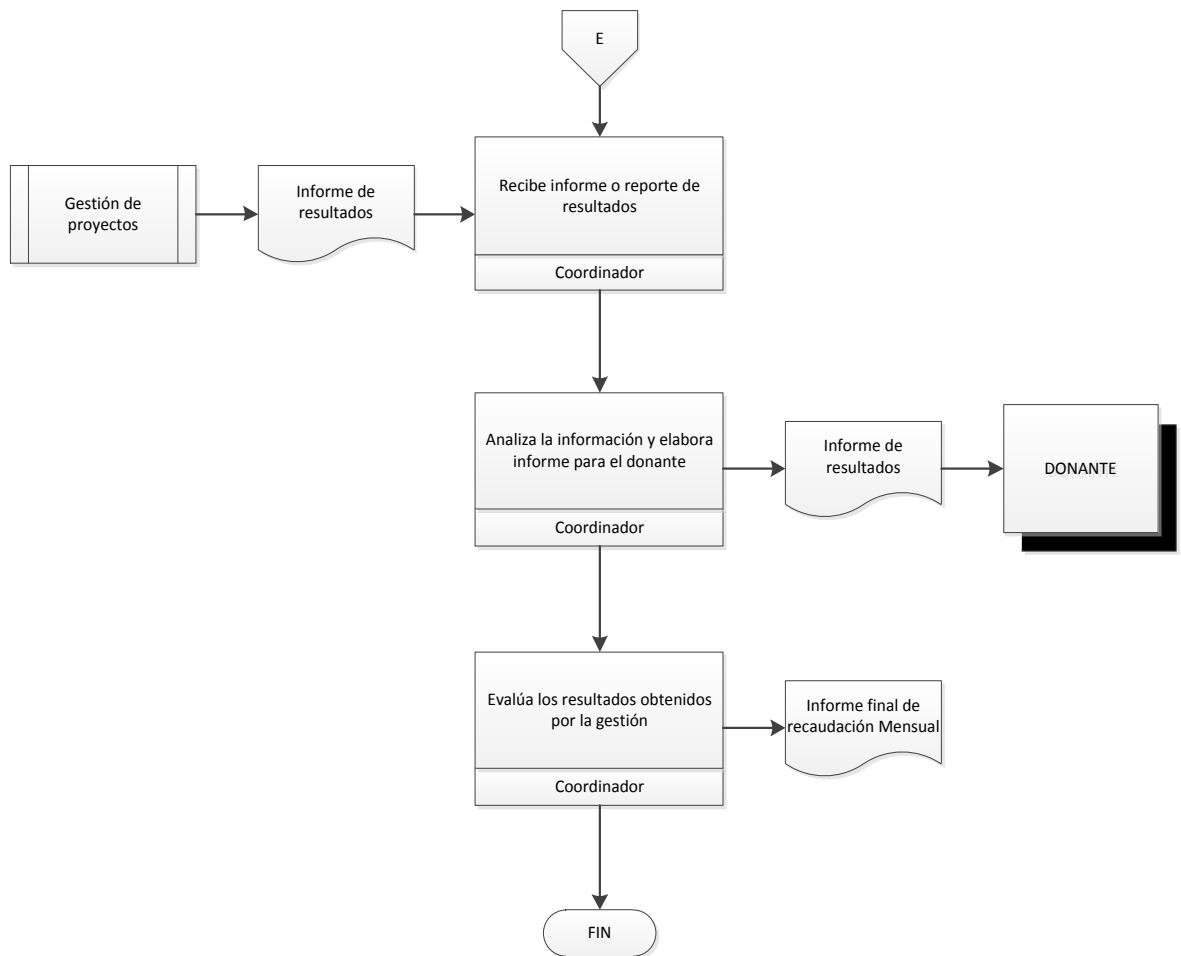 E
Gestión de
proyectos
Informe de
resultados
Recibe informe o reporte de
resultados
Coordinador
Analiza la información y elabora
informe para el donante
Coordinador
Informe de
resultados
DONANTE
Evalúa los resultados obtenidos
por la gestión
Coordinador
Informe final de
recaudación Mensual
FIN